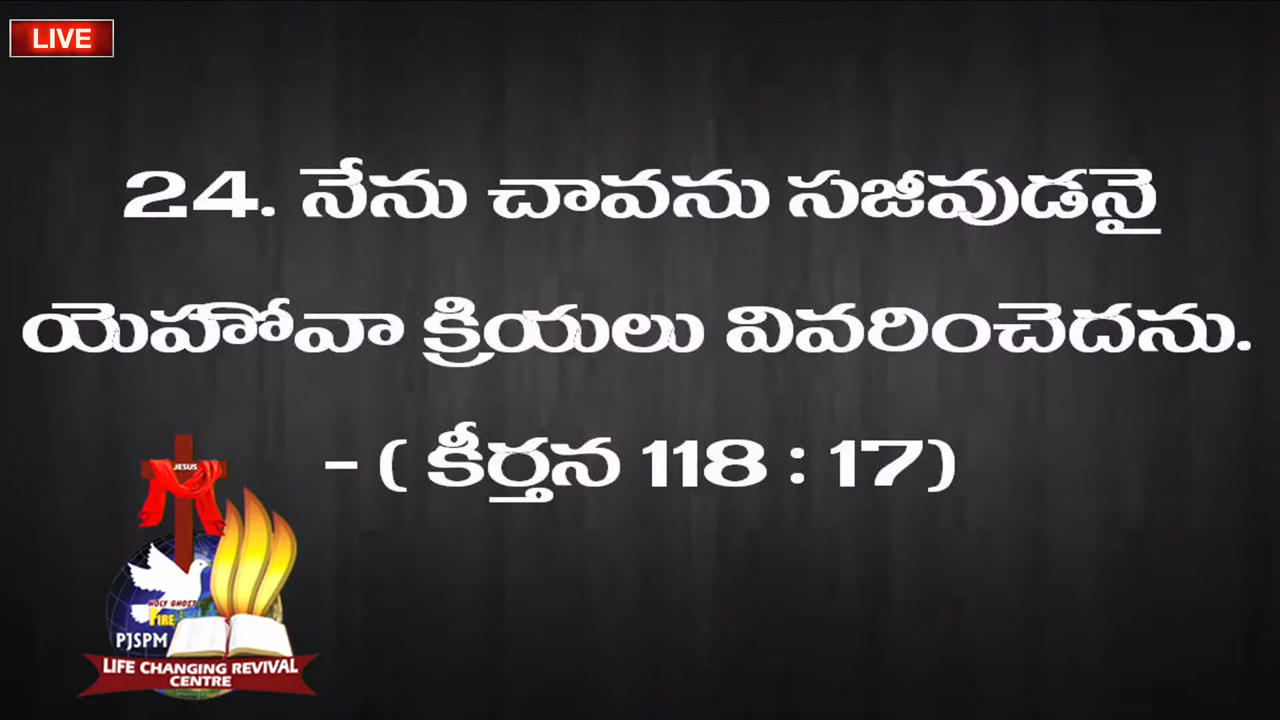 LIVE
24. నేను చావను సజీవుడనై
యెహోవా క్రియలు వివరించెదను.
- ( కీర్తన 118 : 17)
JESUS
HOLY GHOST
FIRE
PJSPM
LIFE CHANGING REVIVAL
CENTRE